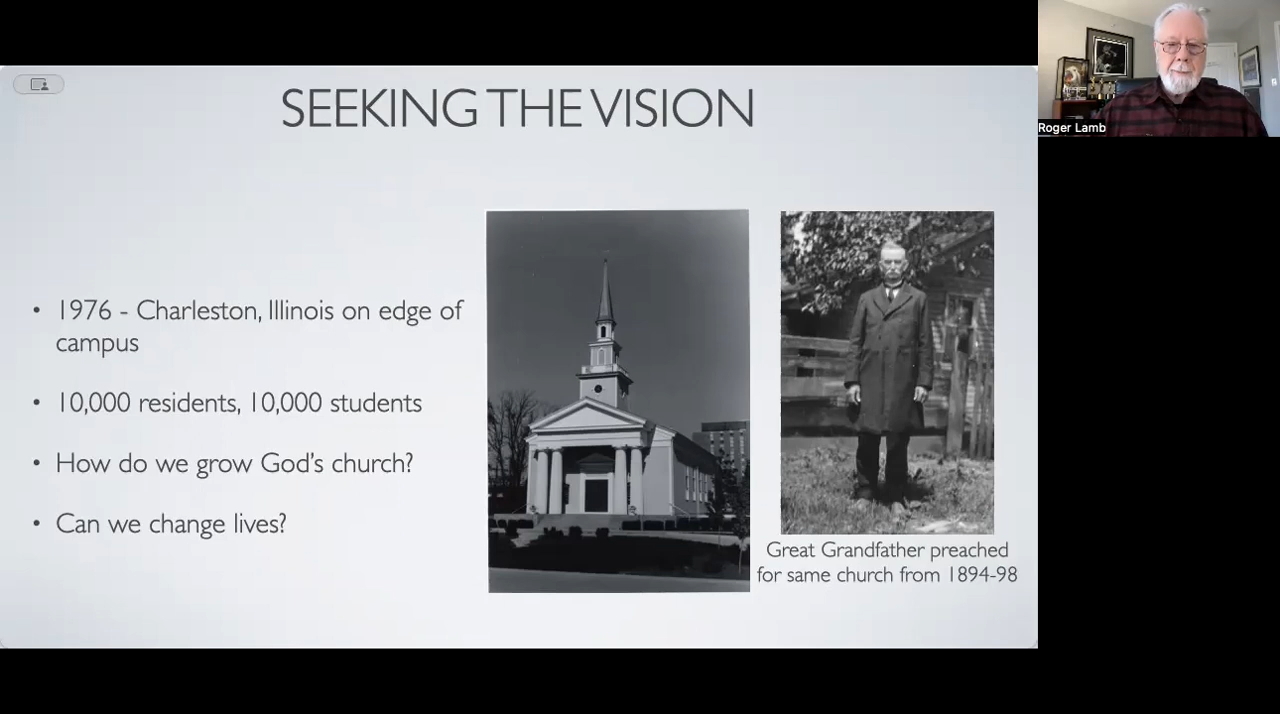 SEEKING THE VISION
Roger Lamb
• 1976 - Charleston, Illinois on edge of
campus
• 10,000 residents, 10,000 students
• How do we grow God's church?
• Can we change lives?
Great Grandfather preached
for same church from 1894-98